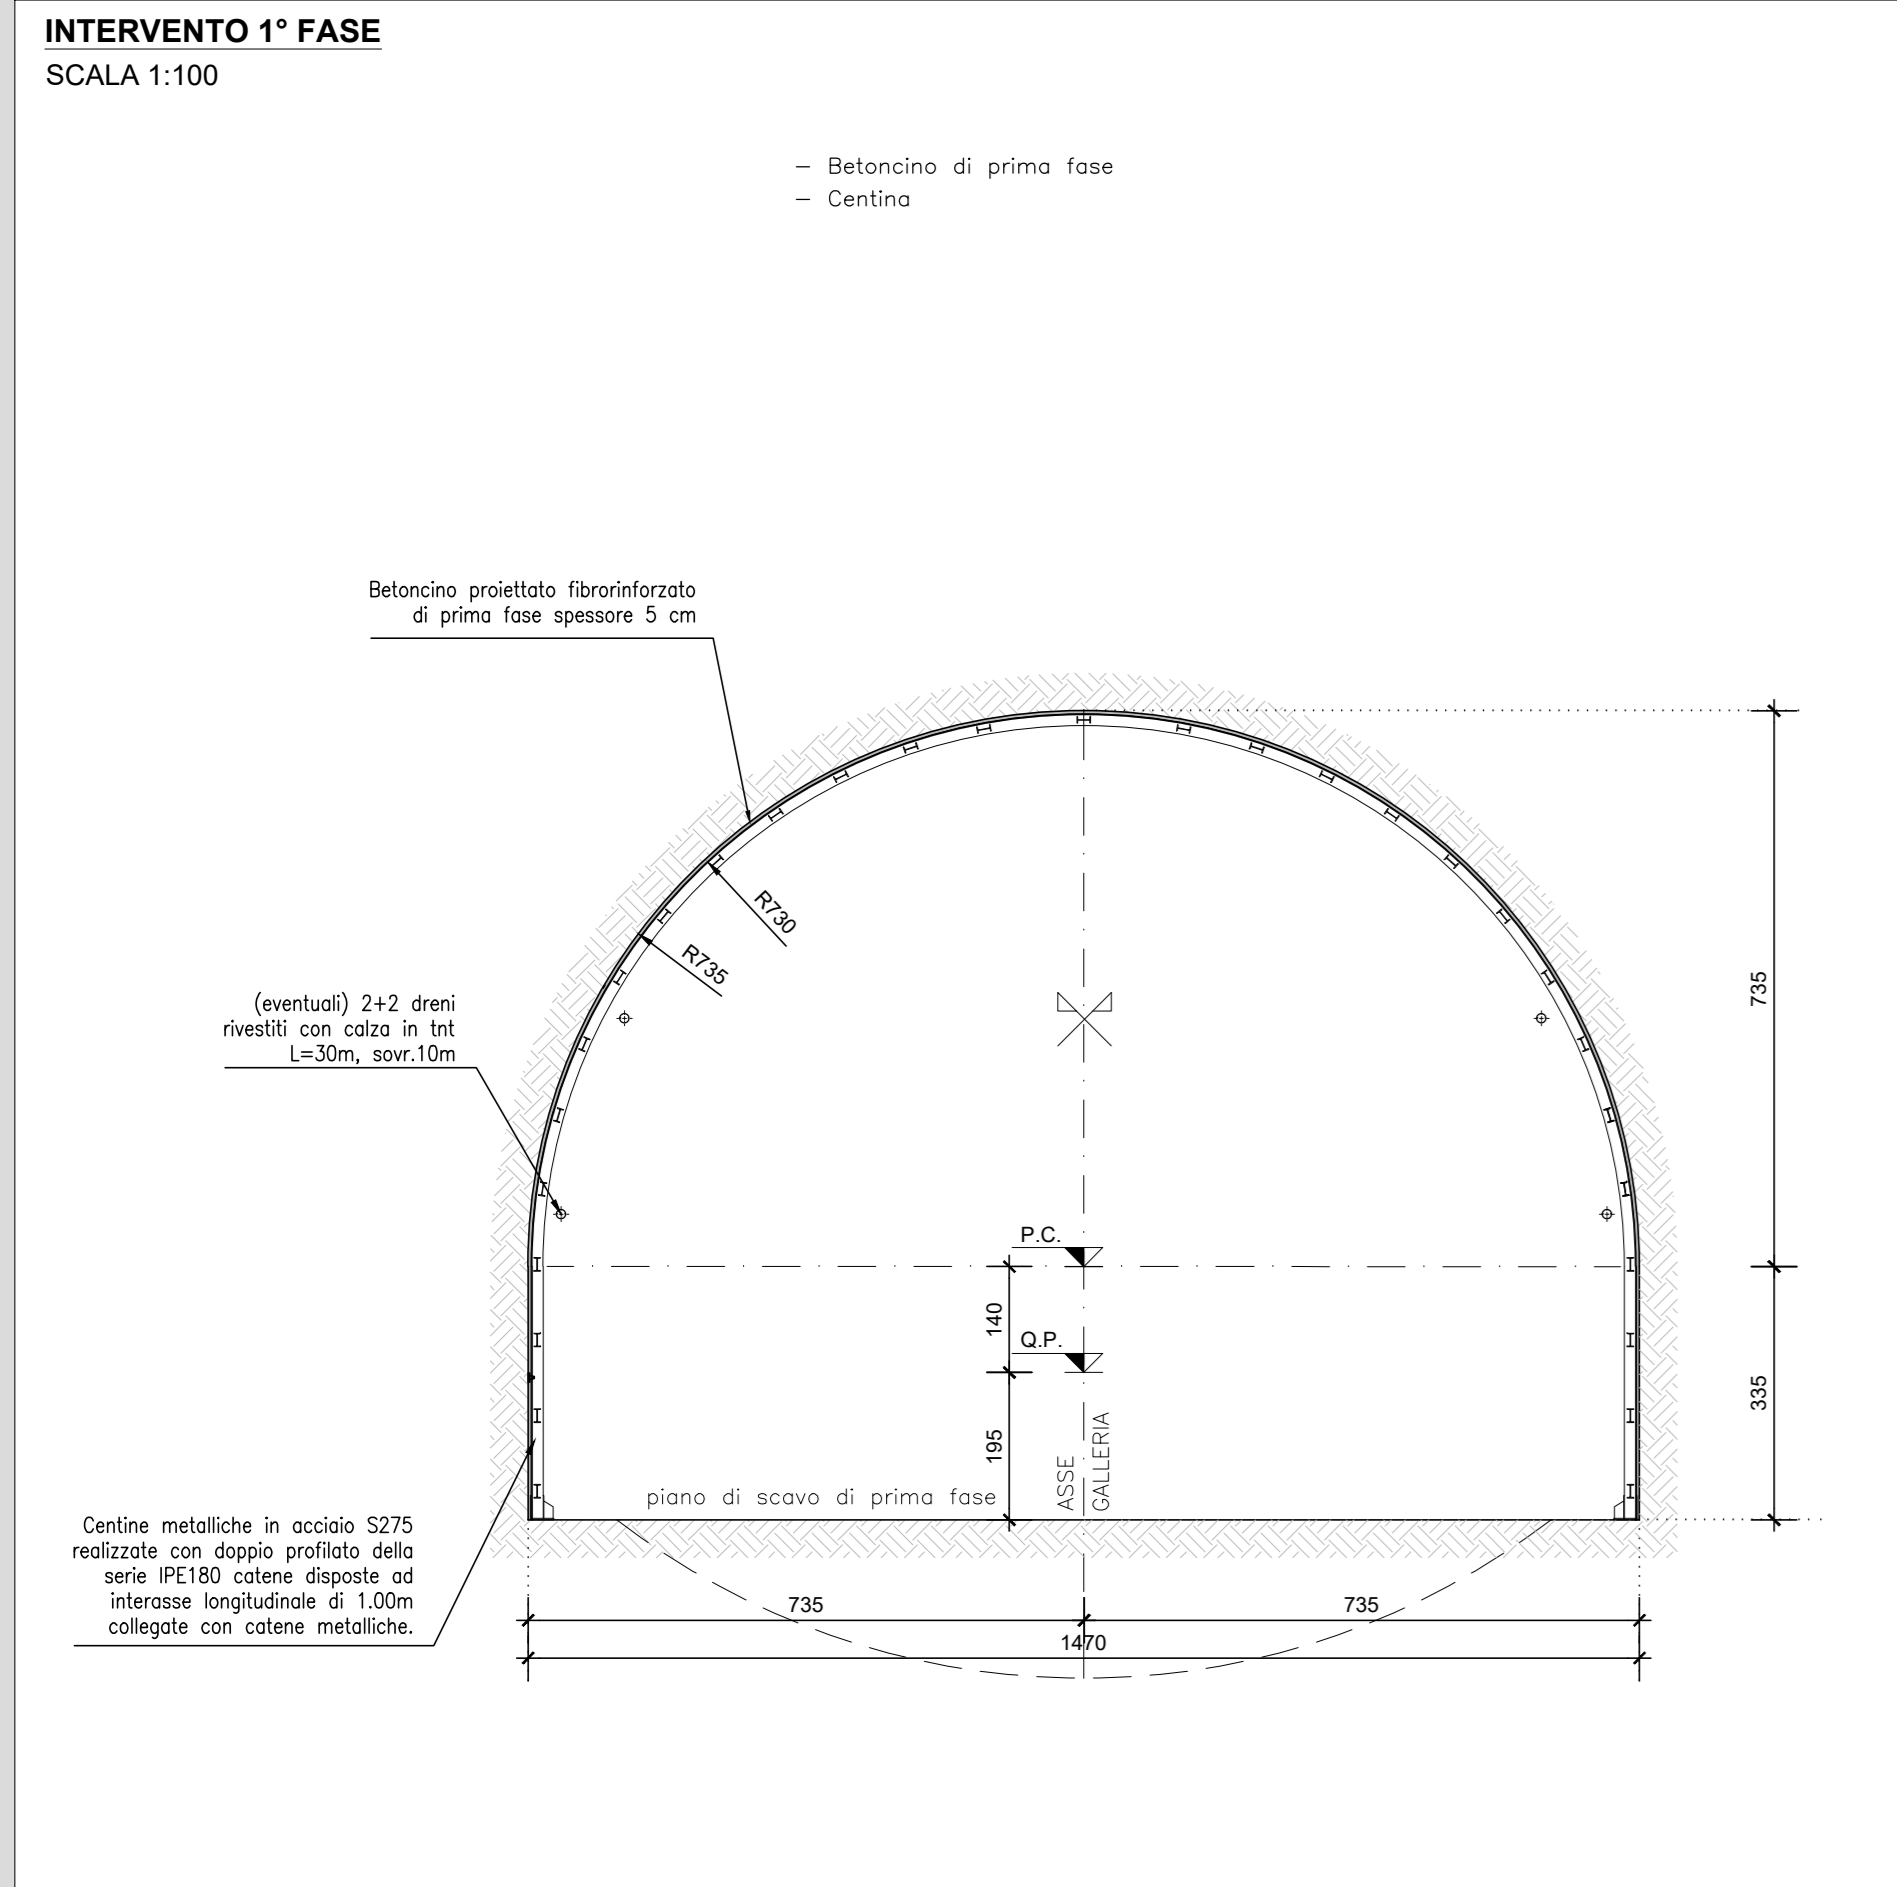 INTERVENTO 1° FASE
SCALA 1:100
– Betoncino di prima fase
– Centina
Betoncino proiettato fibrorinforzato
di prima fase spessore 5 cm
R730
R735
735
(eventuali) 2+2 dreni
rivestiti con calza in tnt
L=30m, sovr.10m
P.C.
140
Q.P.
335
195
ASSE
GALLERIA
piano di scavo di prima fase
Centine metalliche in acciaio S275
realizzate con doppio profilato della
serie IPE180 catene disposte ad
interasse longitudinale di 1.00m
collegate con catene metalliche.
735
735
1470